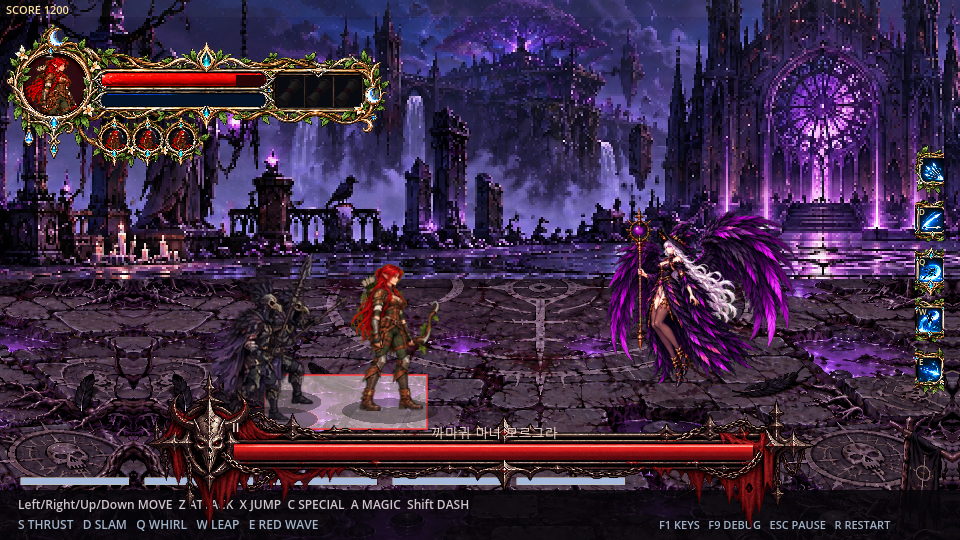 SCORE 1200
까마귀 마녀 모르그라
Left/Right/Up/Down MOVE Z ATTACK X JUMP C SPECIAL A MAGIC Shift DASH
S THRUST D SLAM Q WHIRL W LEAP E RED WAVE
F1 KEYS F9 DEBUG ESC PAUSE R RESTART